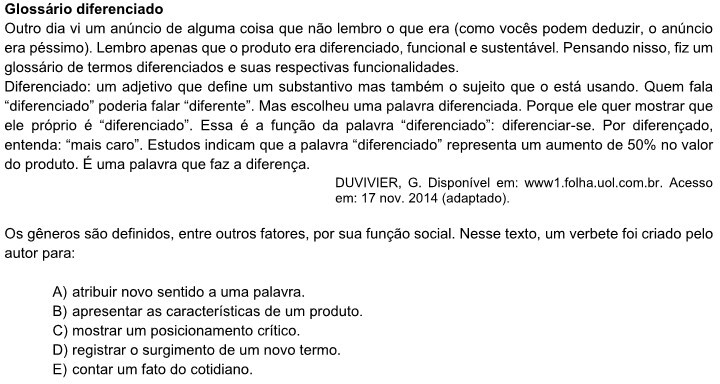 Glossário diferenciado
Outro dia vi um anúncio de alguma coisa que não lembro o que era (como vocês podem deduzir, o anúncio
era péssimo). Lembro apenas que o produto era diferenciado, funcional e sustentável. Pensando nisso, fiz um
glossário de termos diferenciados e suas respectivas funcionalidades.
Diferenciado: um adjetivo que define um substantivo mas também o sujeito que o está usando. Quem fala
“diferenciado” poderia falar “diferente”. Mas escolheu uma palavra diferenciada. Porque ele quer mostrar que
ele próprio é “diferenciado”. Essa é a função da palavra “diferenciado”: diferenciar-se. Por diferençado,
entenda: “mais caro”. Estudos indicam que a palavra “diferenciado” representa um aumento de 50% no valor
do produto. É uma palavra que faz a diferença.
DUVIVIER, G. Disponível em: www1.folha.uol.com.br. Acesso
em: 17 nov. 2014 (adaptado).
Os gêneros são definidos, entre outros fatores, por sua função social. Nesse texto, um verbete foi criado pelo
autor para:
A) atribuir novo sentido a uma palavra.
B) apresentar as características de um produto.
C) mostrar um posicionamento crítico.
D) registrar o surgimento de um novo termo.
E) contar um fato do cotidiano.